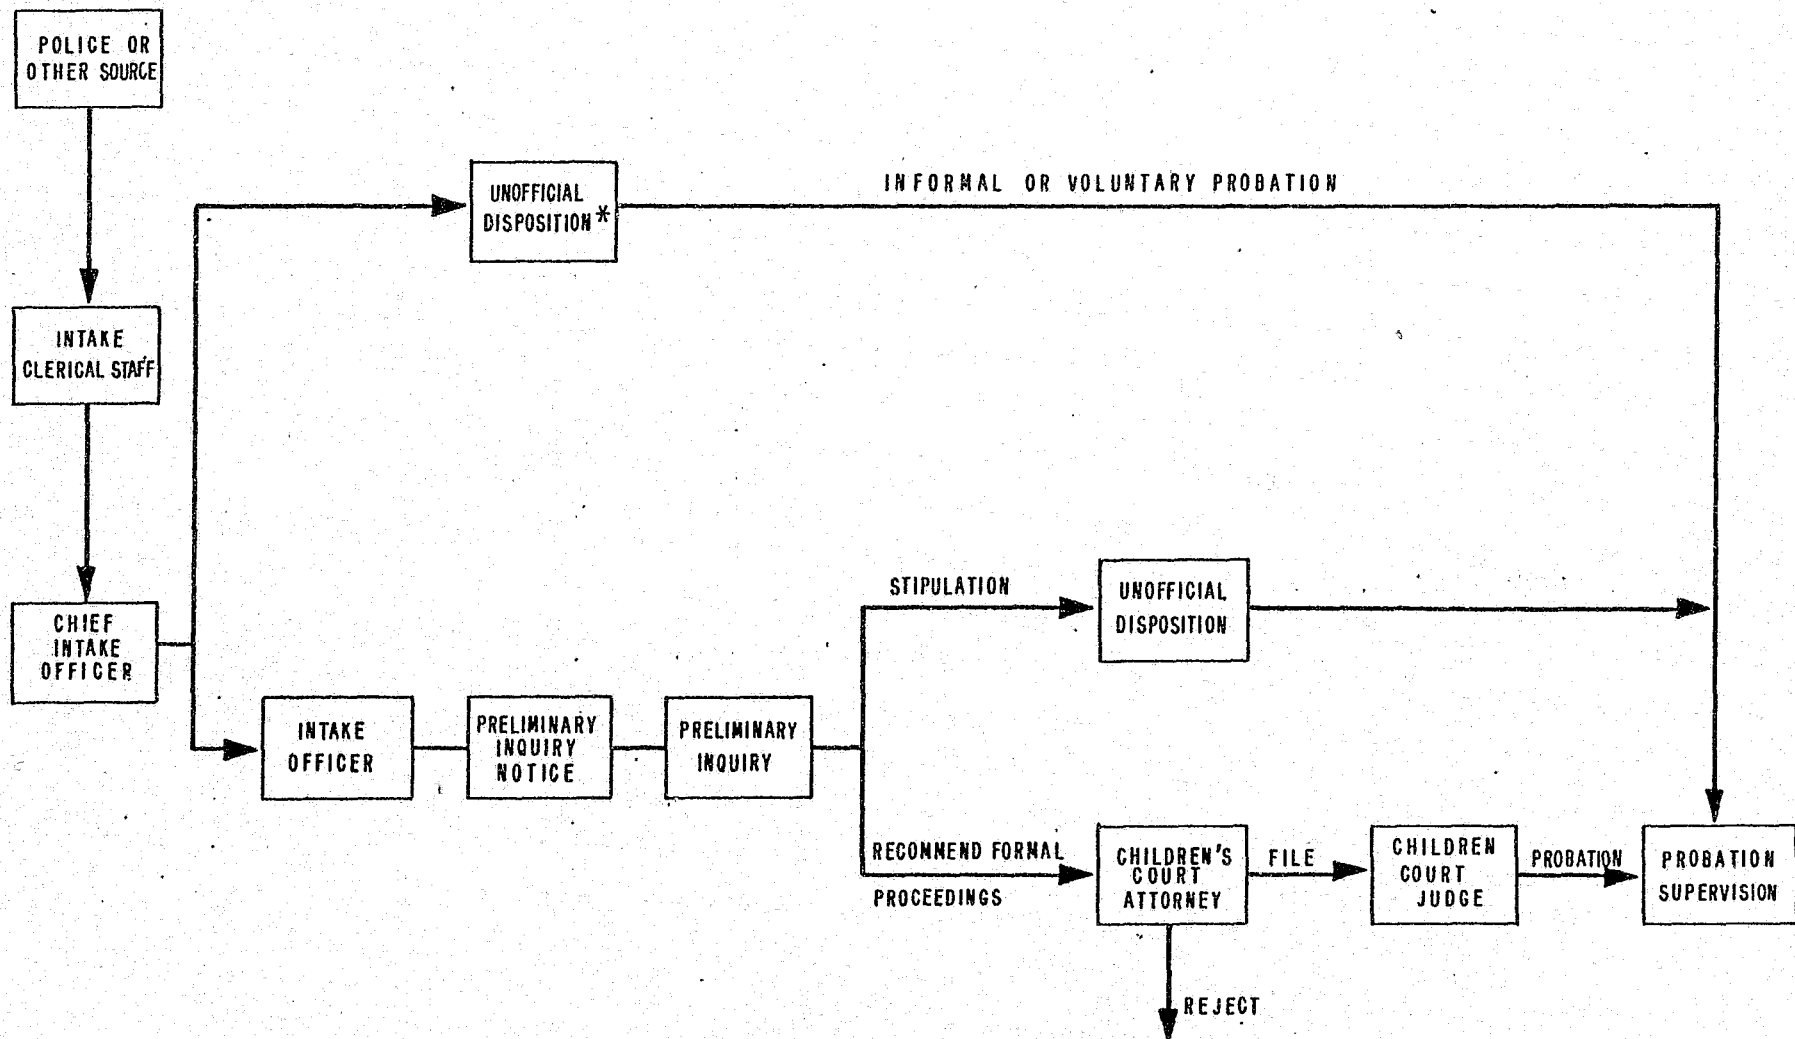 POLICE OR
OTHER SOURCE
UNOFFICIAL
DISPOSITION*
INFORMAL OR VOLUNTARY PROBATION
INTAKE
CLERICAL STAFF
CHIEF
INTAKE
OFFICER
INTAKE
OFFICER
PRELIMINARY
INQUIRY
NOTICE
PRELIMINARY
INQUIRY
STIPULATION
UNOFFICIAL
DISPOSITION
RECOMMEND FORMAL
PROCEEDINGS
CHILDREN'S
COURT
ATTORNEY
FILE
CHILDREN
COURT
JUDGE
PROBATION
PROBATION
SUPERVISION
REJECT